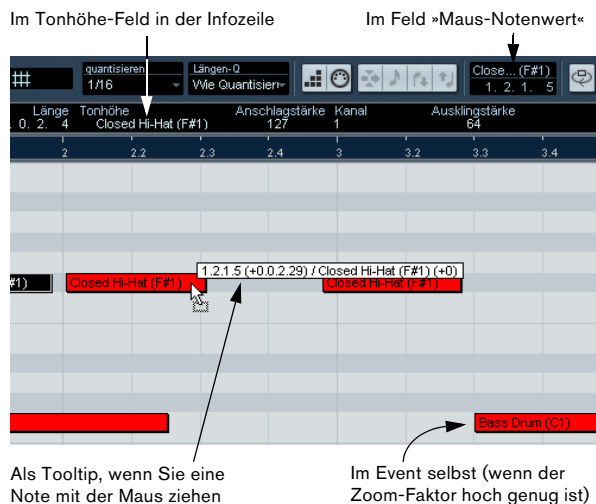 Im Tonhöhe-Feld in der Infozeile
Im Feld »Maus-Notenwert«
quantisieren
Längen-Q
Close... (F#1)
1/16
Wie Quantisier
1. 2. 1. 5
Länge Tonhöhe Anschlagstärke Kanal Ausklingstärke
0. 2. 4 Closed Hi-Hat (F#1) 127 1 64
2 2.2 2.3 2.4 3 3.2 3.3 3.4
1.2.1.5 (+0.0.2.29) / Closed Hi-Hat (F#1) (+0)
#1) Closed Hi-Hat (F#1) Closed Hi-Hat (F#1)
Bass Drum (C1)
Als Tooltip, wenn Sie eine
Note mit der Maus ziehen
Im Event selbst (wenn der
Zoom-Faktor hoch genug ist)